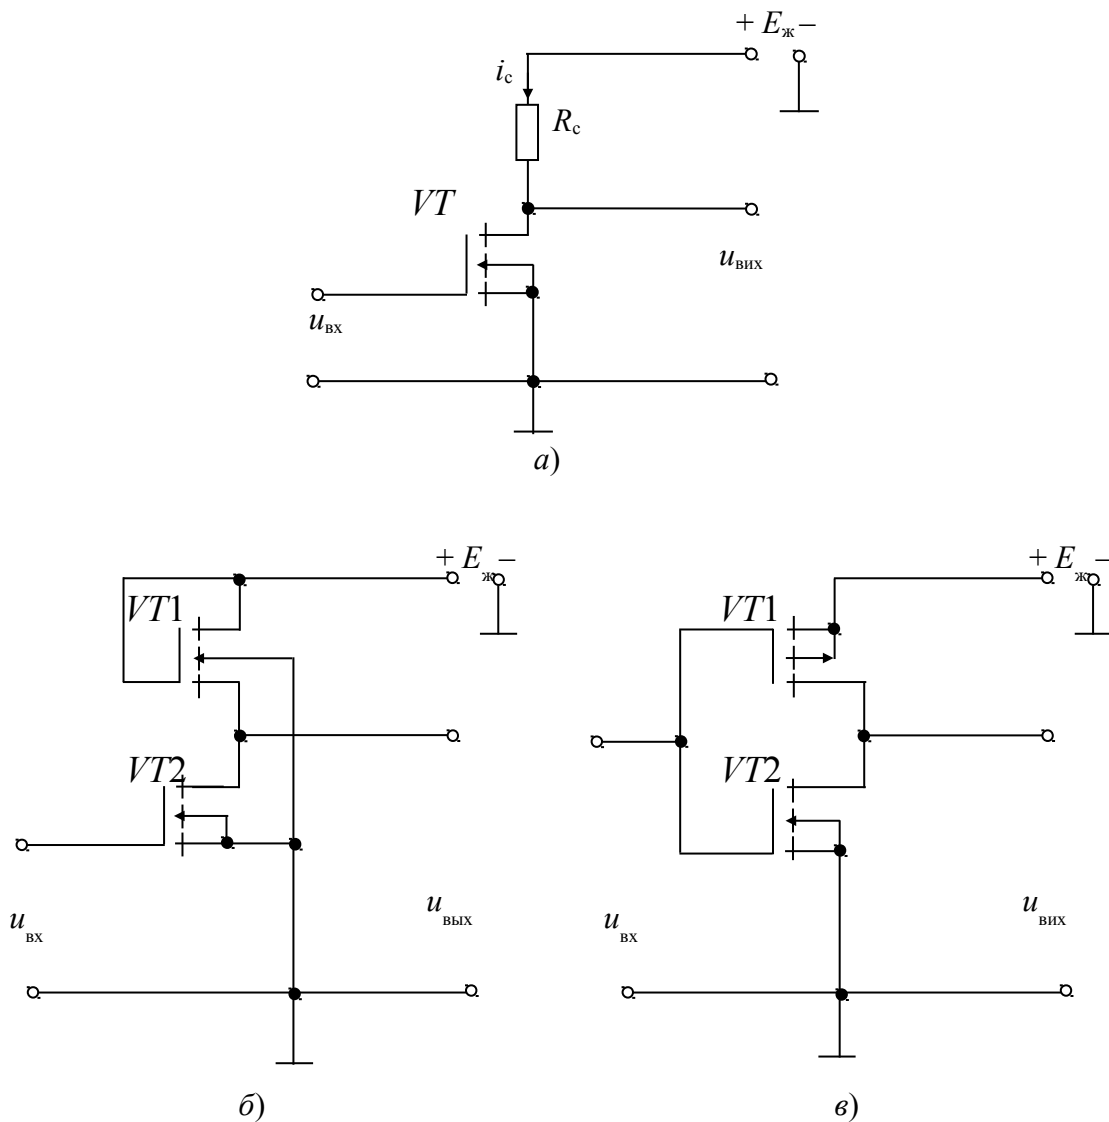 + Eж –
iс
Rс
VT
uвих
uвх
а)
+ Eж –
VT1
VT2
uвх
uвых
б)
+ Eж –
VT1
VT2
uвх
uвих
в)